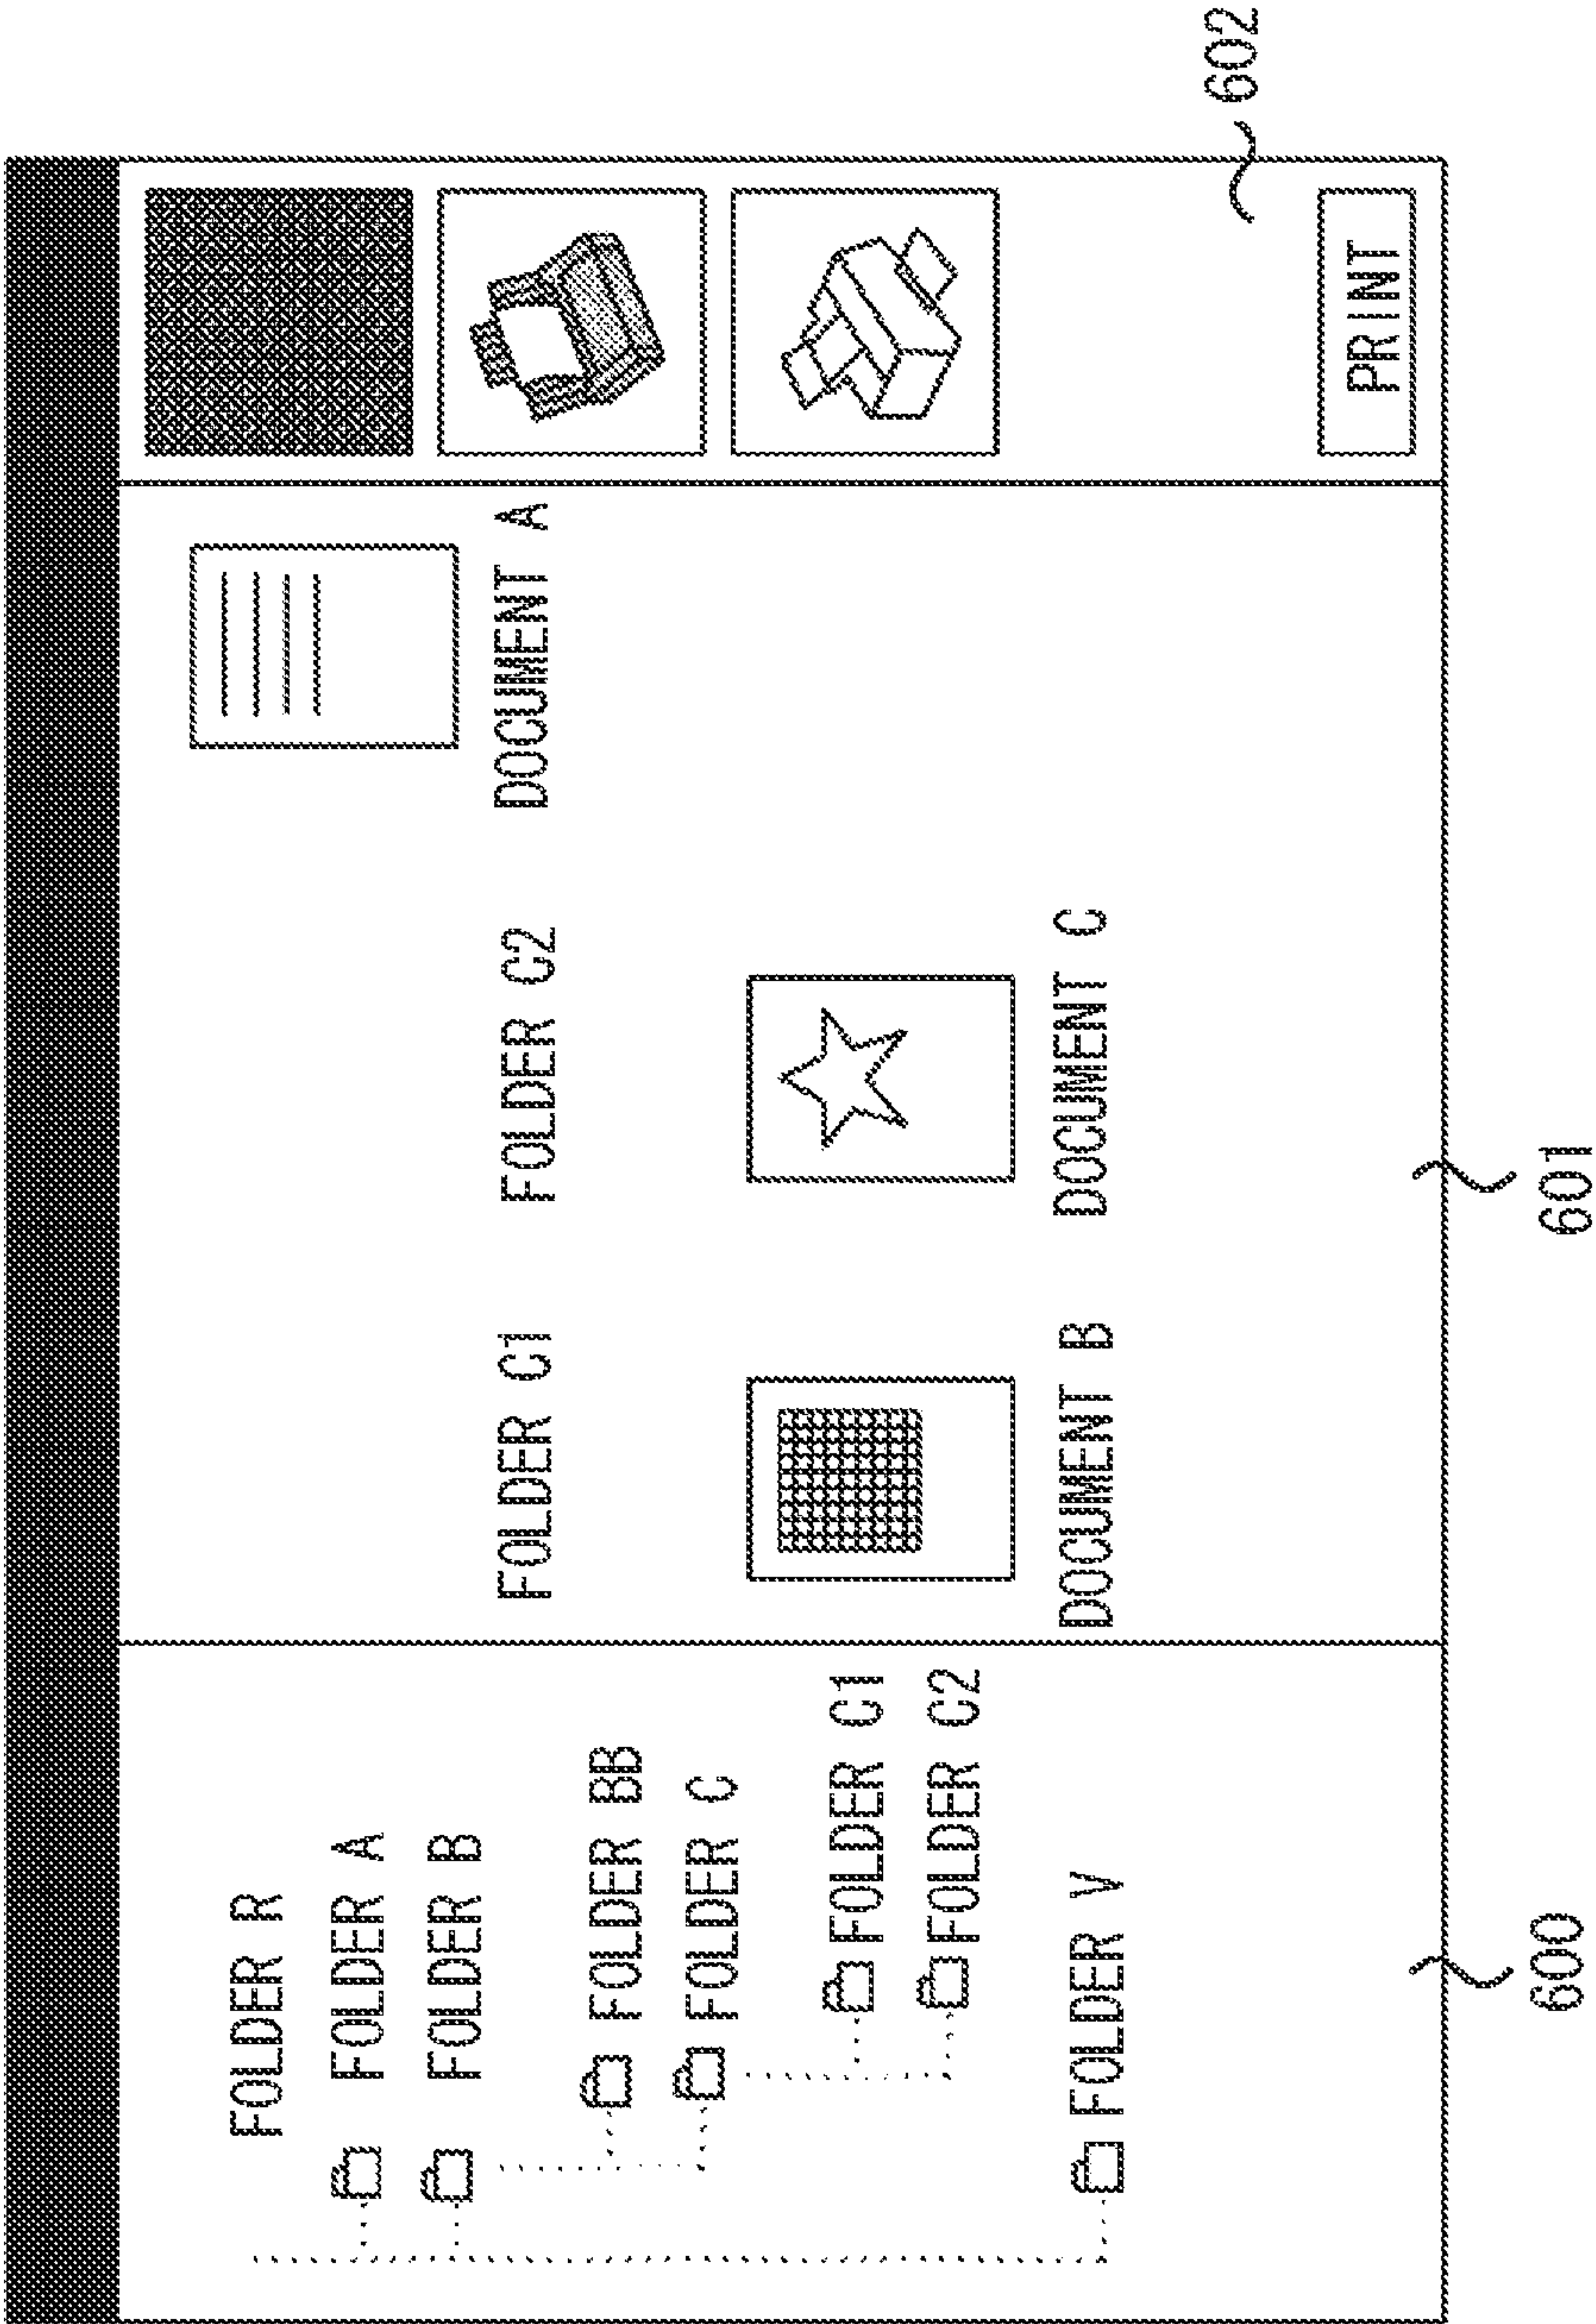 FOLDER R
FOLDER A
FOLDER B
FOLDER BB
FOLDER C
FOLDER C1
FOLDER C2
FOLDER V
FOLDER C1
FOLDER C2
DOCUMENT A
DOCUMENT B
DOCUMENT C
PRINT
600
601
602